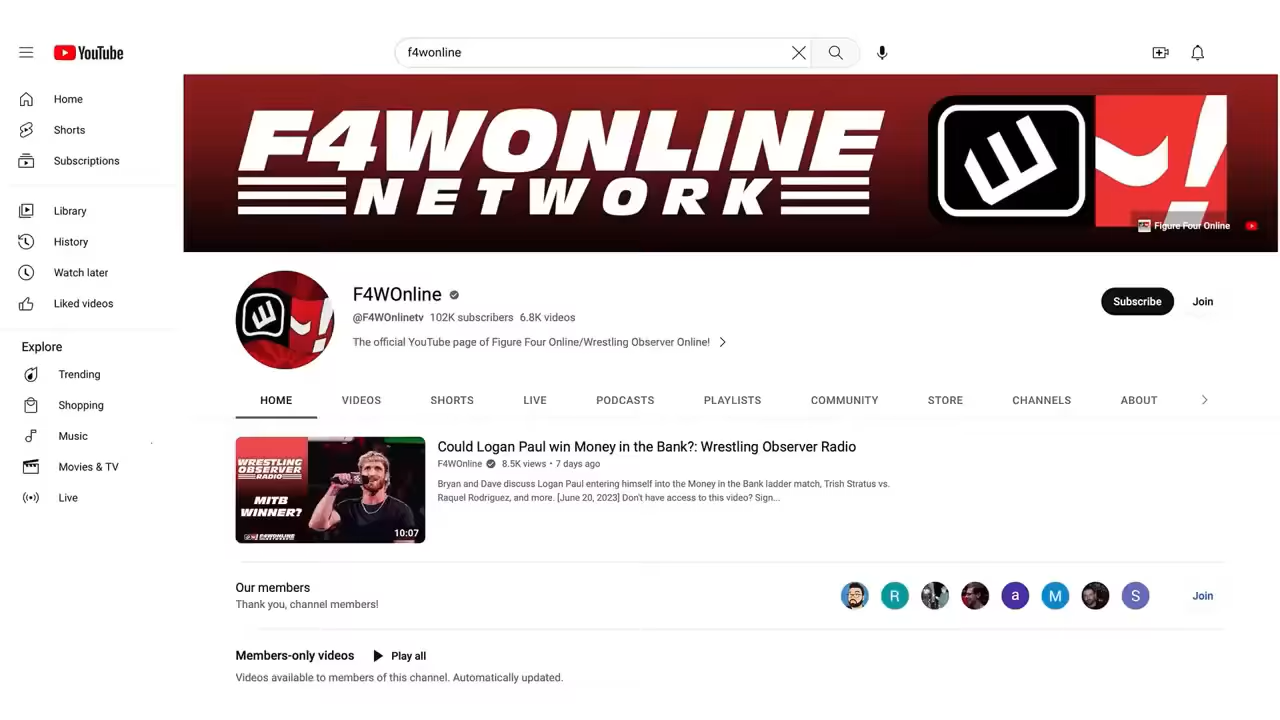 YouTube
f4wonline
Home
Shorts
Subscriptions
Library
History
Watch later
Liked videos
Explore
Trending
Shopping
Music
Movies & TV
Live
F4WONLINE
NETWORK
Figure Four Online
F4WOnline
@F4WOnlinetv 102K subscribers 6.8K videos
The official YouTube page of Figure Four Online/Wrestling Observer Online!
Subscribe
Join
HOME VIDEOS SHORTS LIVE PODCASTS PLAYLISTS COMMUNITY STORE CHANNELS ABOUT
WRESTLING
OBSERVER
RADIO
MITB
WINNER?
F4WONLINE
10:07
Could Logan Paul win Money in the Bank?: Wrestling Observer Radio
F4WOnline 8.5K views • 7 days ago
Bryan and Dave discuss Logan Paul entering himself into the Money in the Bank ladder match, Trish Stratus vs.
Raquel Rodriguez, and more. [June 20, 2023] Don't have access to this video? Sign...
Our members
Thank you, channel members!
R a M S
Join
Members-only videos Play all
Videos available to members of this channel. Automatically updated.